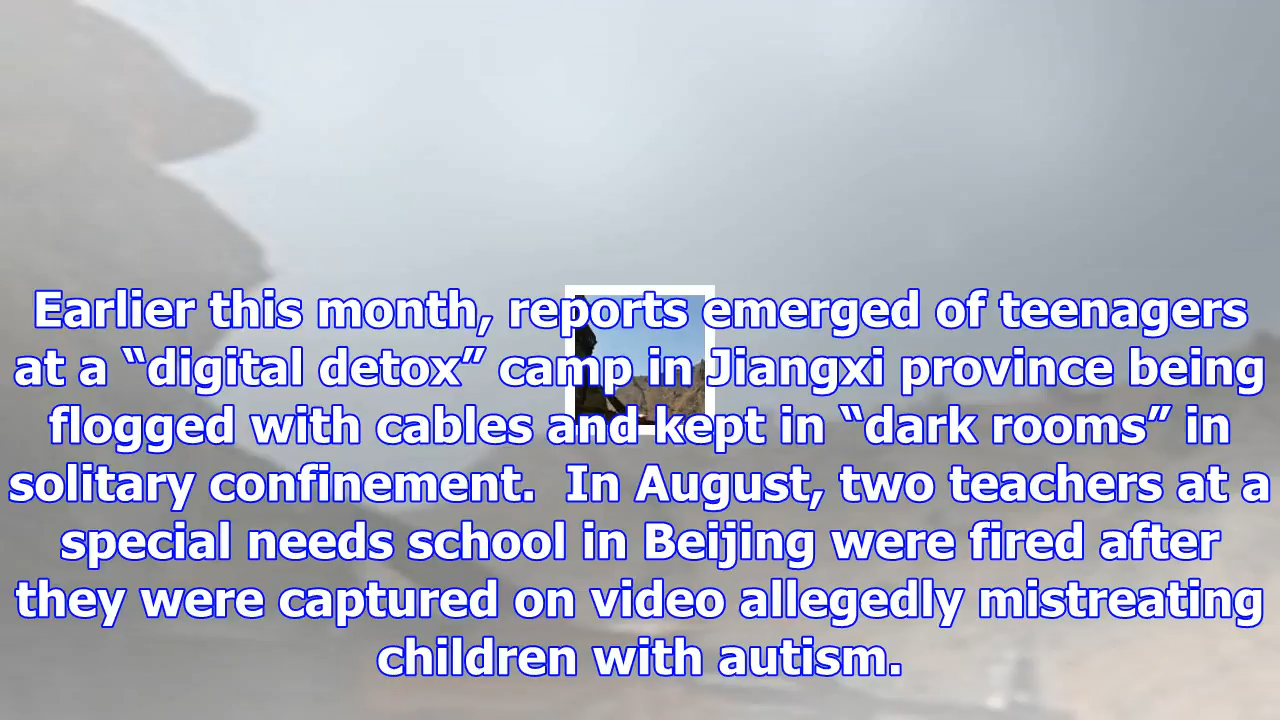 Earlier this month, reports emerged of teenagers
at a “digital detox” camp in Jiangxi province being
flogged with cables and kept in “dark rooms” in
solitary confinement.  In August, two teachers at a
special needs school in Beijing were fired after
they were captured on video allegedly mistreating
children with autism.